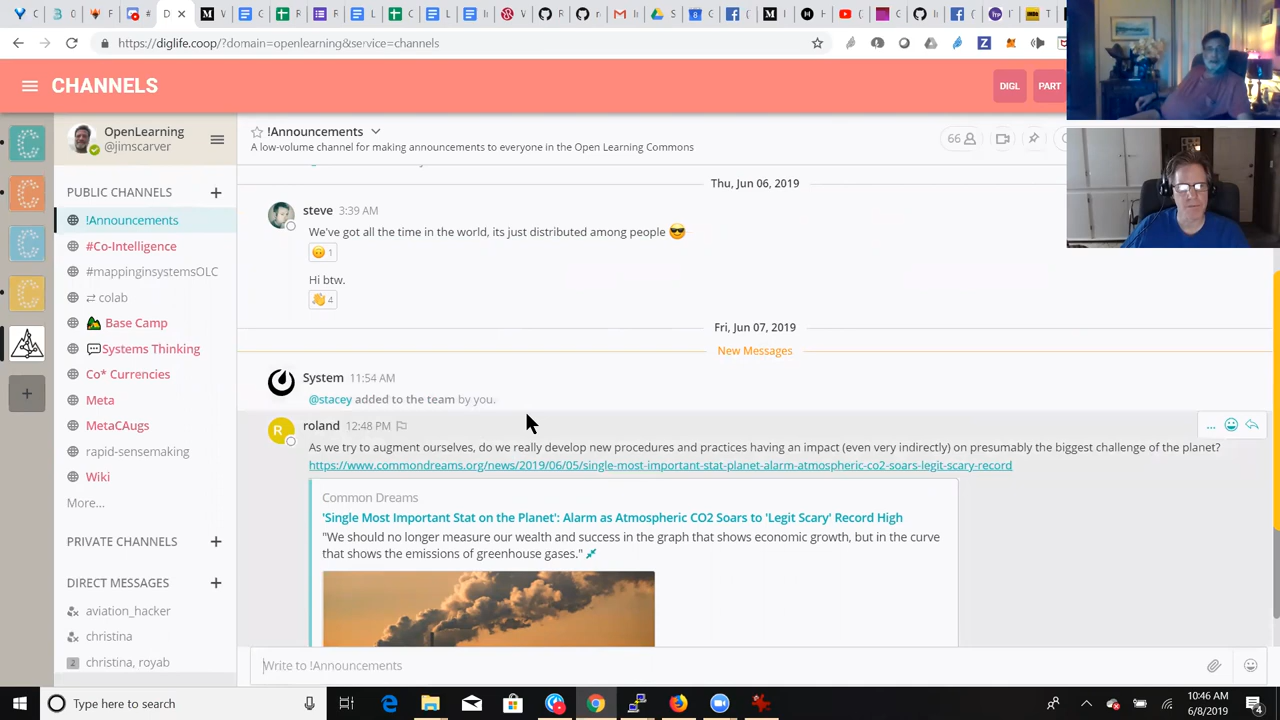 https://diglife.coop/?domain=openlearning&service=channels
CHANNELS
DIGL
PART
OpenLearning
@jimscarver
!Announcements
66
A low-volume channel for making announcements to everyone in the Open Learning Commons
PUBLIC CHANNELS
!Announcements
#Co-Intelligence
#mappinginsystemsOLC
colab
Base Camp
Systems Thinking
Co* Currencies
Meta
MetaCAugs
rapid-sensemaking
Wiki
More...
PRIVATE CHANNELS
DIRECT MESSAGES
aviation_hacker
christina
2 christina, royab
Thu, Jun 06, 2019
steve 3:39 AM
We've got all the time in the world, its just distributed among people
1
Hi btw.
4
Fri, Jun 07, 2019
New Messages
System 11:54 AM
@stacey added to the team by you.
R
roland 12:48 PM
As we try to augment ourselves, do we really develop new procedures and practices having an impact (even very indirectly) on presumably the biggest challenge of the planet?
https://www.commondreams.org/news/2019/06/05/single-most-important-stat-planet-alarm-atmospheric-co2-soars-legit-scary-record
Common Dreams
'Single Most Important Stat on the Planet': Alarm as Atmospheric CO2 Soars to 'Legit Scary' Record High
"We should no longer measure our wealth and success in the graph that shows economic growth, but in the curve
that shows the emissions of greenhouse gases."
Write to !Announcements
Type here to search
10:46 AM
6/8/2019
4